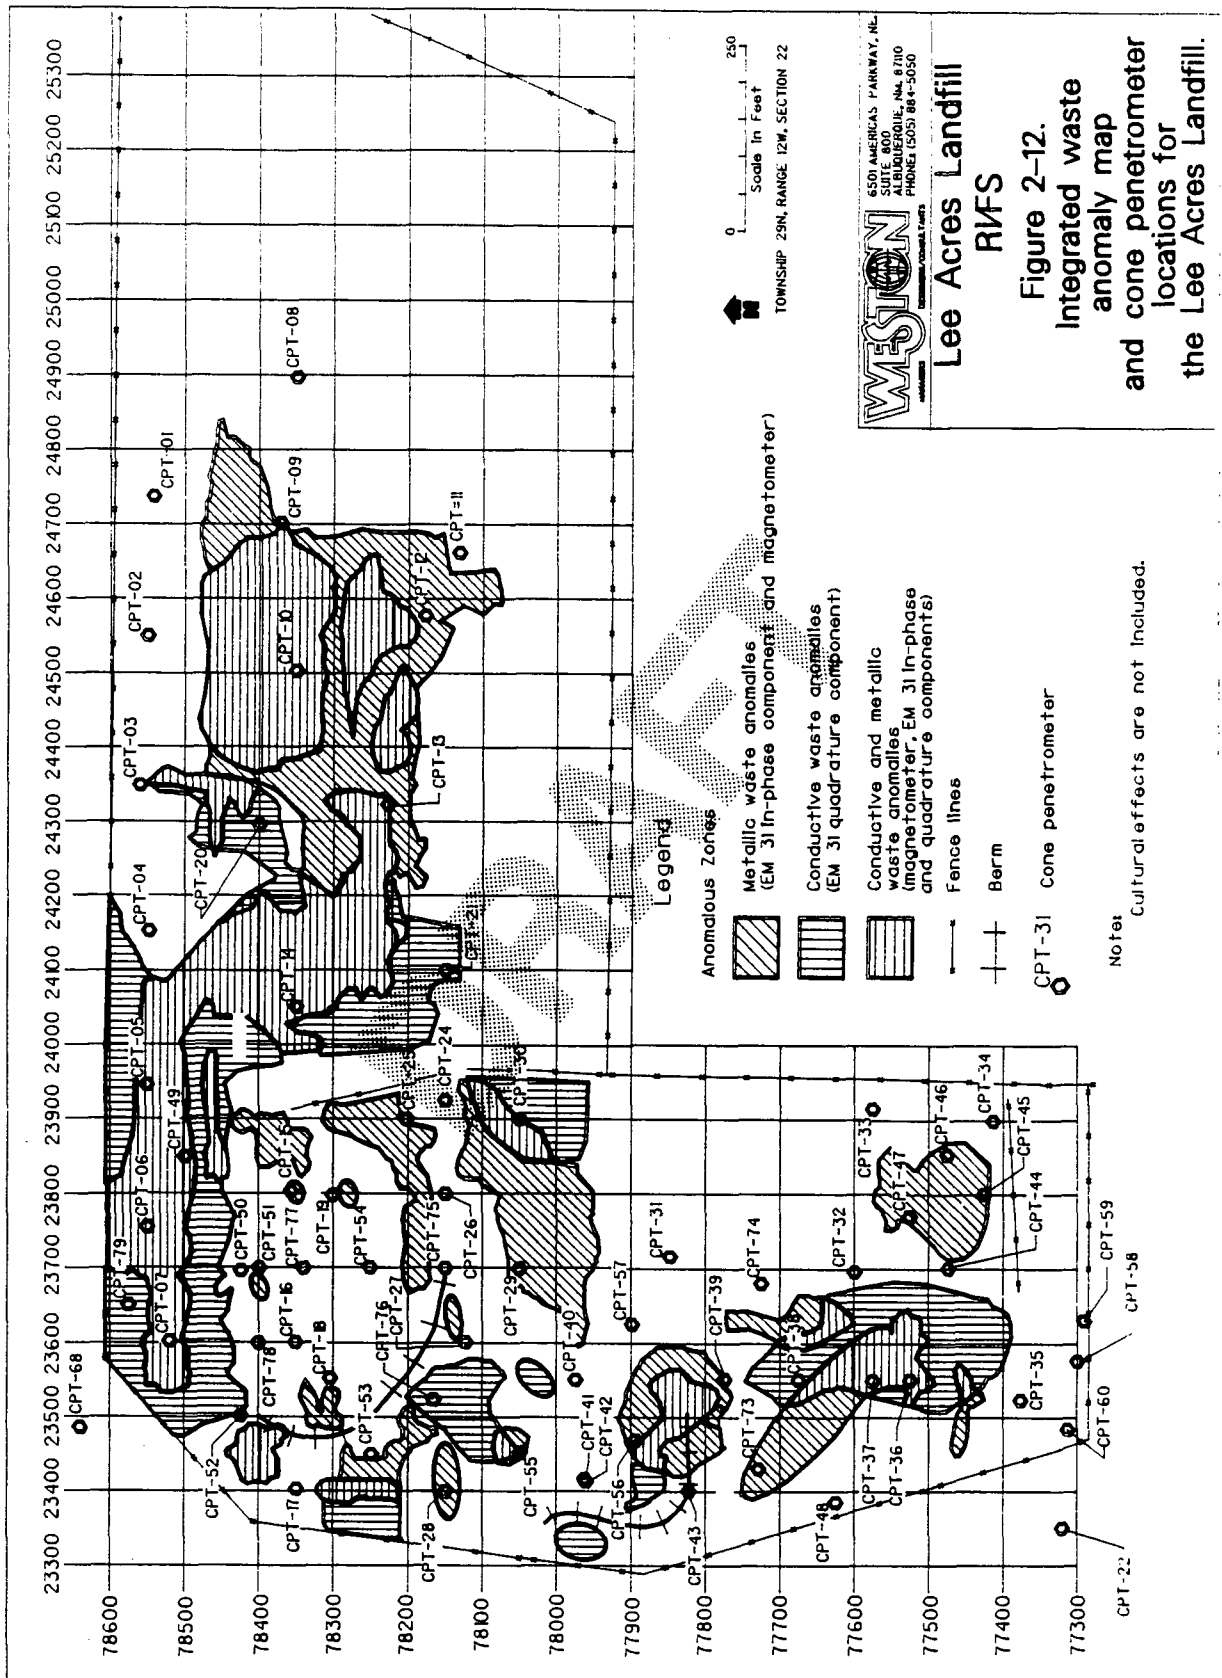 23300 23400 23500 23600 23700 23800 23900 24000 24100 24200 24300 24400 24500 24600 24700 24800 24900 25000 25100 25200 25300
78600
78500
78400
78300
78200
78100
78000
77900
77800
77700
77600
77500
77400
77300
CPT-68
CPT-79
CPT-07
CPT-06
CPT-49
CPT-05
CPT-04
CPT-03
CPT-02
CPT-01
CPT-52
CPT-78
CPT-16
CPT-50
CPT-51
CPT-77
CPT-20
CPT-14
CPT-10
CPT-09
CPT-08
CPT-17
CPT-18
CPT-19
CPT-53
CPT-54
CPT-76
CPT-27
CPT-75
CPT-25
CPT-24
CPT-21
CPT-13
CPT-12
CPT-11
CPT-28
CPT-26
CPT-29
CPT-30
CPT-55
CPT-40
CPT-41
CPT-42
CPT-56
CPT-57
CPT-31
CPT-43
CPT-39
CPT-74
CPT-73
CPT-38
CPT-32
CPT-33
CPT-48
CPT-37
CPT-36
CPT-47
CPT-46
CPT-34
CPT-45
CPT-44
CPT-35
CPT-60
CPT-59
CPT-58
CPT-22
DRAFT
0 250
Scale In Feet
N
TOWNSHIP 29N, RANGE 12W, SECTION 22
Legend
Anomalous Zones
Metallic waste anomalies
(EM 31 In-phase component and magnetometer)
Conductive waste anomalies
(EM 31 quadrature component)
Conductive and metallic
waste anomalies
(magnetometer, EM 31 In-phase
and quadrature components)
Fence lines
Berm
CPT-31 Cone penetrometer
Note:
Cultural effects are not Included.
WESTON
MANAGERS DESIGNERS/CONSULTANTS
6501 AMERICAS PARKWAY, NE.
SUITE 800
ALBUQUERQUE, NM. 87110
PHONE: (505) 884-5050
Lee Acres Landfill
RI/FS
Figure 2-12.
Integrated waste
anomaly map
and cone penetrometer
locations for
the Lee Acres Landfill.